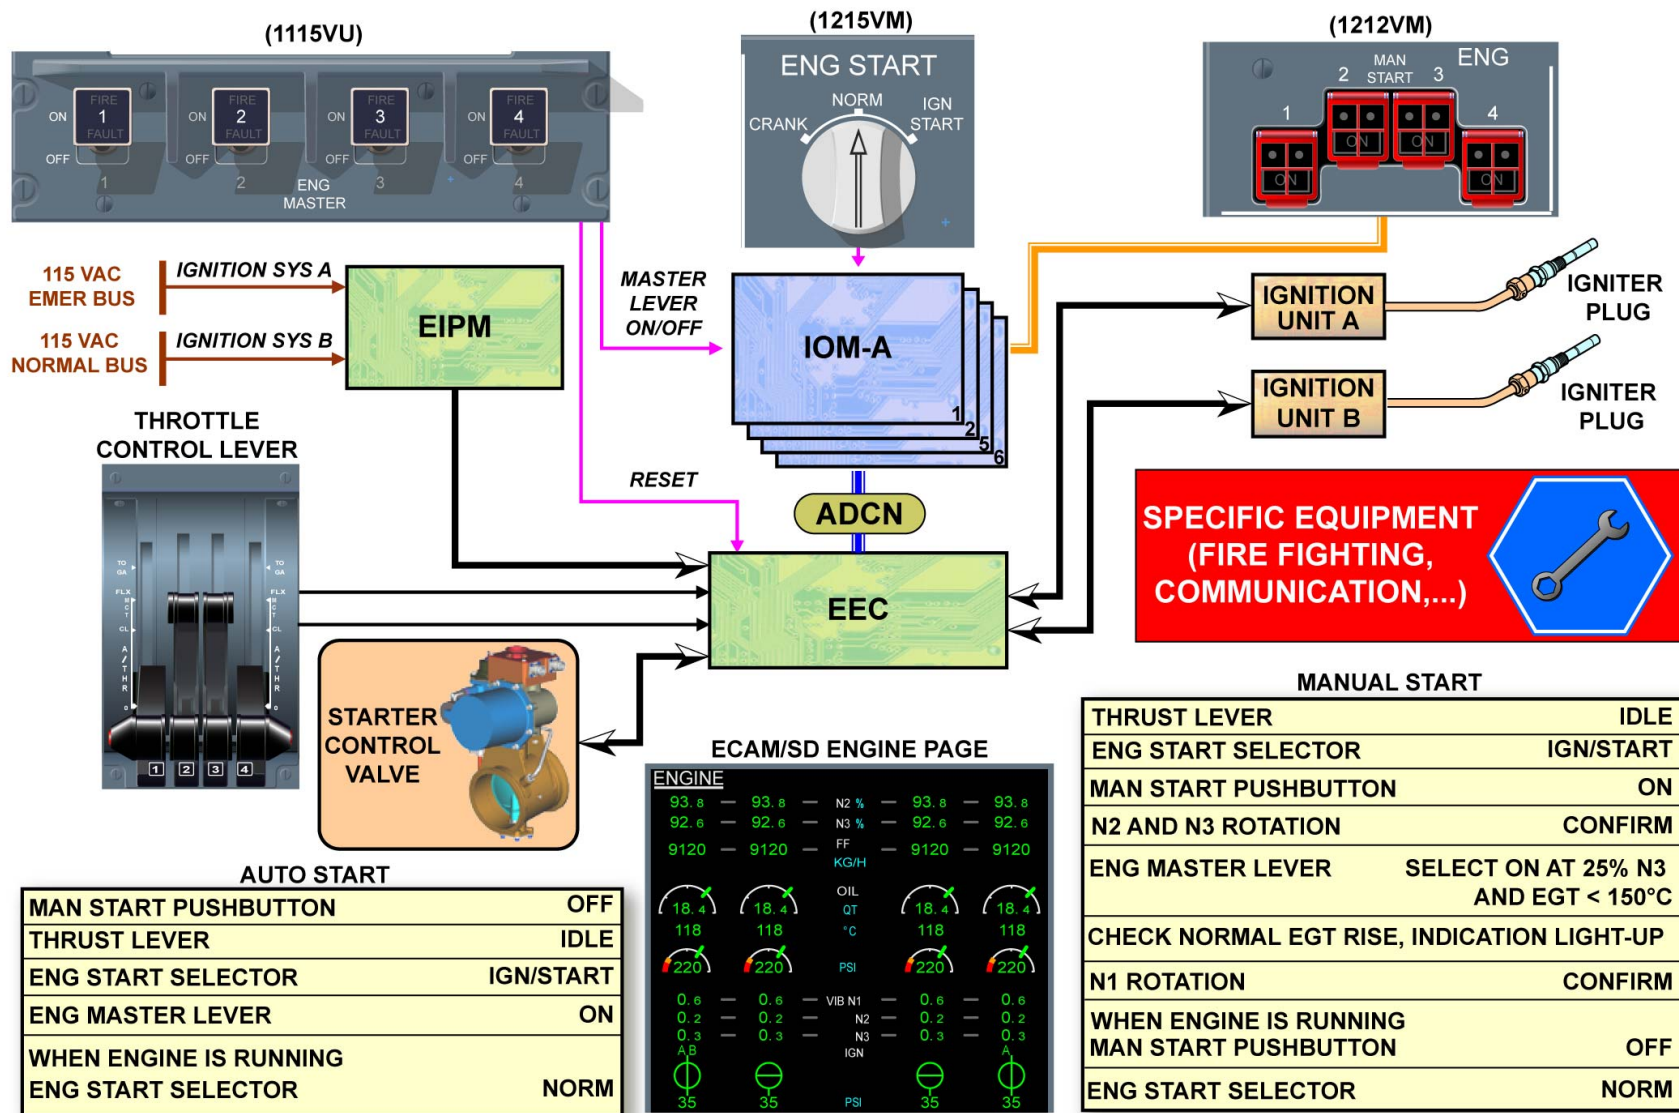 (1115VU)
FIRE
1
FAULT
FIRE
2
FAULT
FIRE
3
FAULT
FIRE
4
FAULT
ON
ON
ON
ON
OFF
OFF
OFF
OFF
1
2
3
4
ENG
MASTER
(1215VM)
ENG START
NORM
CRANK
IGN
START
(1212VM)
ENG
MAN
START
1
2
3
4
ON
ON
ON
ON
115 VAC
EMER BUS
IGNITION SYS A
115 VAC
NORMAL BUS
IGNITION SYS B
EIPM
MASTER
LEVER
ON/OFF
IOM-A
1
2
5
6
IGNITION
UNIT A
IGNITER
PLUG
IGNITION
UNIT B
IGNITER
PLUG
THROTTLE
CONTROL LEVER
TO
GA
FLX
M
C
T
CL
A
/
T
H
R
0
TO
GA
FLX
M
C
T
CL
A
/
T
H
R
0
1
2
3
4
RESET
ADCN
EEC
SPECIFIC EQUIPMENT
(FIRE FIGHTING,
COMMUNICATION,...)
STARTER
CONTROL
VALVE
ECAM/SD ENGINE PAGE
ENGINE
93.8 93.8 N2 % 93.8 93.8
92.6 92.6 N3 % 92.6 92.6
9120 9120 FF 9120 9120
KG/H
OIL
18.4 18.4 QT 18.4 18.4
118 118 °C 118 118
220 220 PSI 220 220
0.6 0.6 VIB N1 0.6 0.6
0.2 0.2 N2 0.2 0.2
0.3 0.3 N3 0.3 0.3
A,B IGN A
35 35 PSI 35 35
AUTO START
MAN START PUSHBUTTON OFF
THRUST LEVER IDLE
ENG START SELECTOR IGN/START
ENG MASTER LEVER ON
WHEN ENGINE IS RUNNING
ENG START SELECTOR NORM
MANUAL START
THRUST LEVER IDLE
ENG START SELECTOR IGN/START
MAN START PUSHBUTTON ON
N2 AND N3 ROTATION CONFIRM
ENG MASTER LEVER SELECT ON AT 25% N3
AND EGT < 150°C
CHECK NORMAL EGT RISE, INDICATION LIGHT-UP
N1 ROTATION CONFIRM
WHEN ENGINE IS RUNNING
MAN START PUSHBUTTON OFF
ENG START SELECTOR NORM